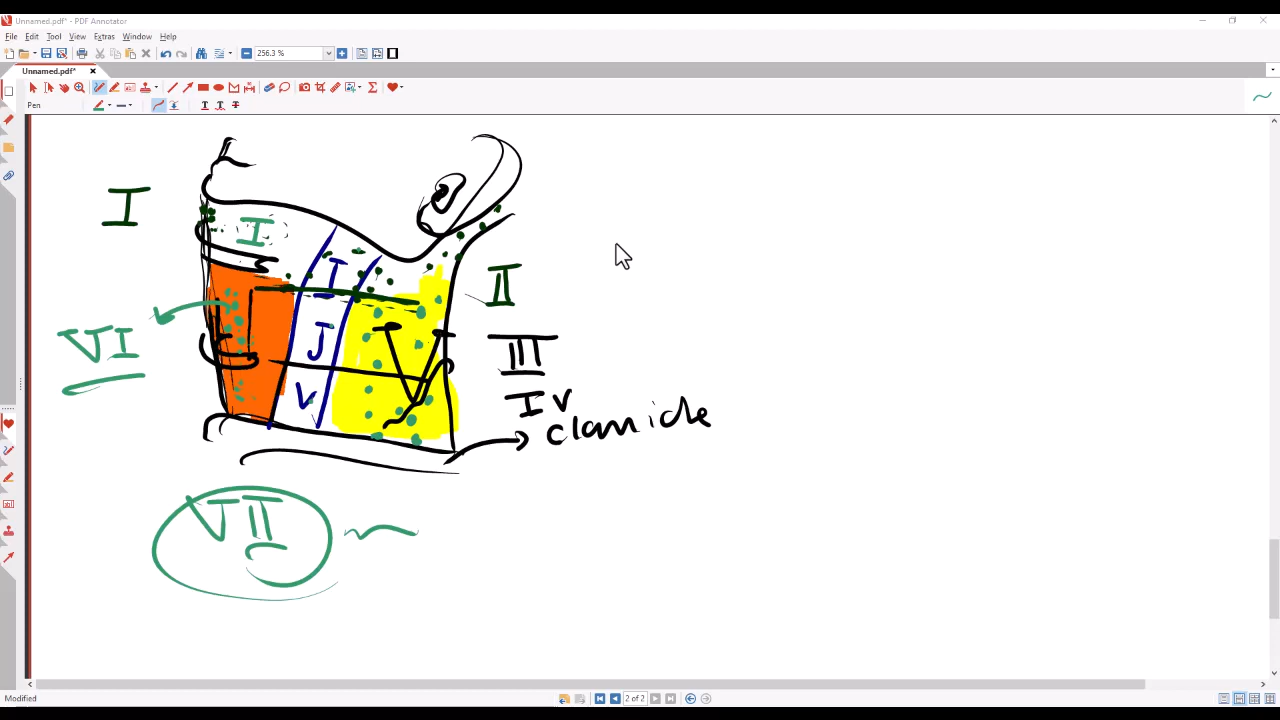 Unnamed.pdf* - PDF Annotator
File Edit Tool View Extras Window Help
256.3 %
Unnamed.pdf*
Pen
I
I
I
J
V
II
III
IV
clanicle
V
VI
VII
Modified
2 of 2